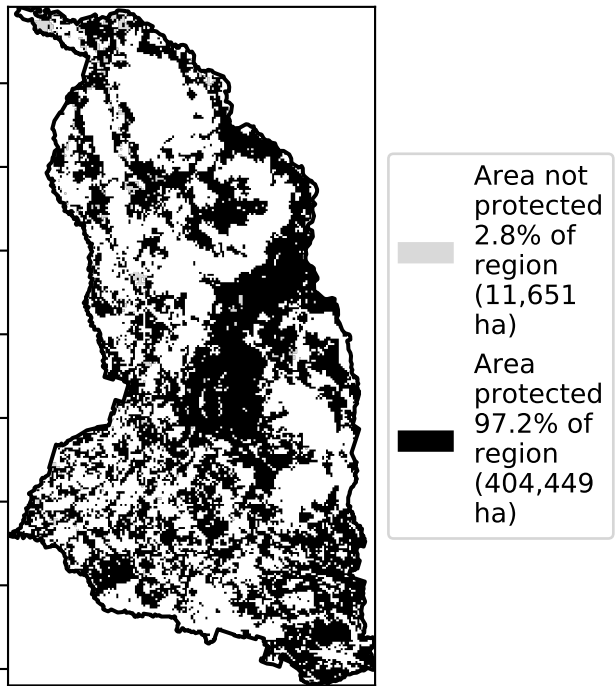 Area not
protected
2.8% of
region
(11,651
ha)
Area
protected
97.2% of
region
(404,449
ha)